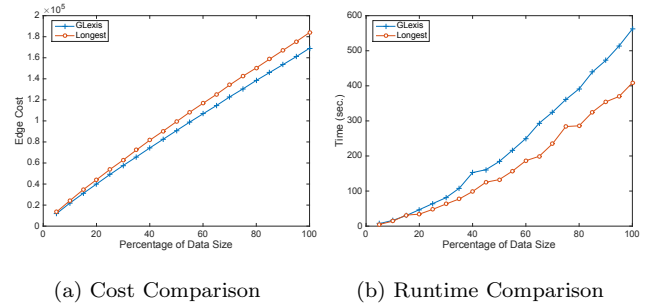 ×10⁵
2
1.8
1.6
1.4
1.2
1
0.8
0.6
0.4
0.2
0
Edge Cost
GLexis
Longest
0 20 40 60 80 100
Percentage of Data Size
(a) Cost Comparison
600
500
400
300
200
100
0
Time (sec.)
GLexis
Longest
0 20 40 60 80 100
Percentage of Data Size
(b) Runtime Comparison